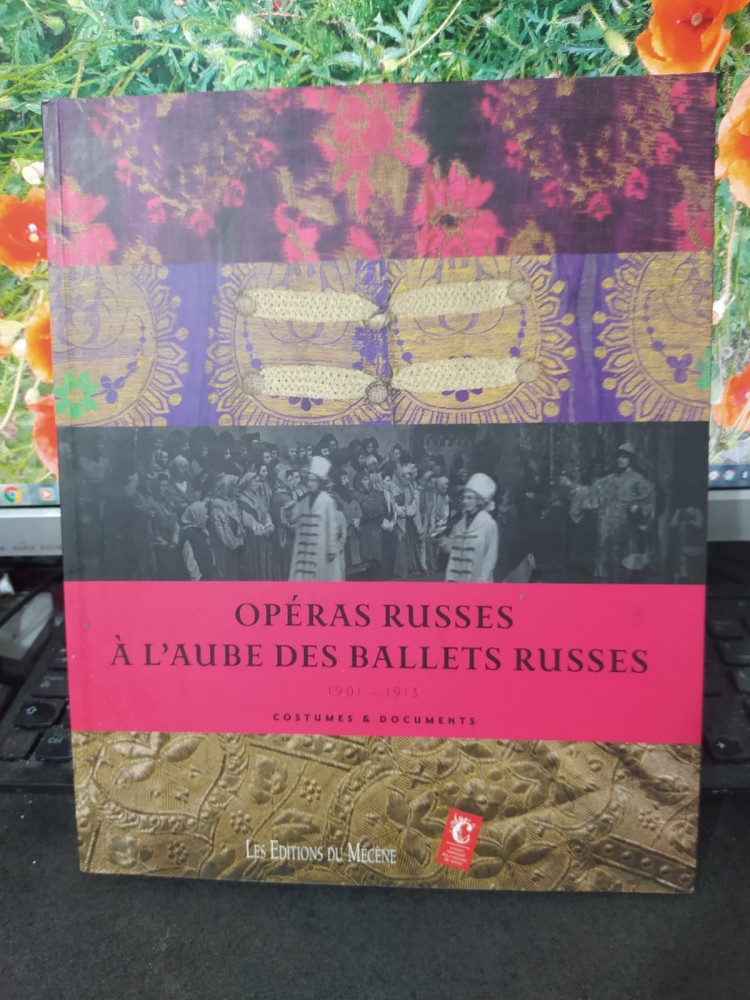 OPÉRAS RUSSES
À L'AUBE DES BALLETS RUSSES
1901 - 1913
COSTUMES & DOCUMENTS
LES EDITIONS DU MÉCÈNE